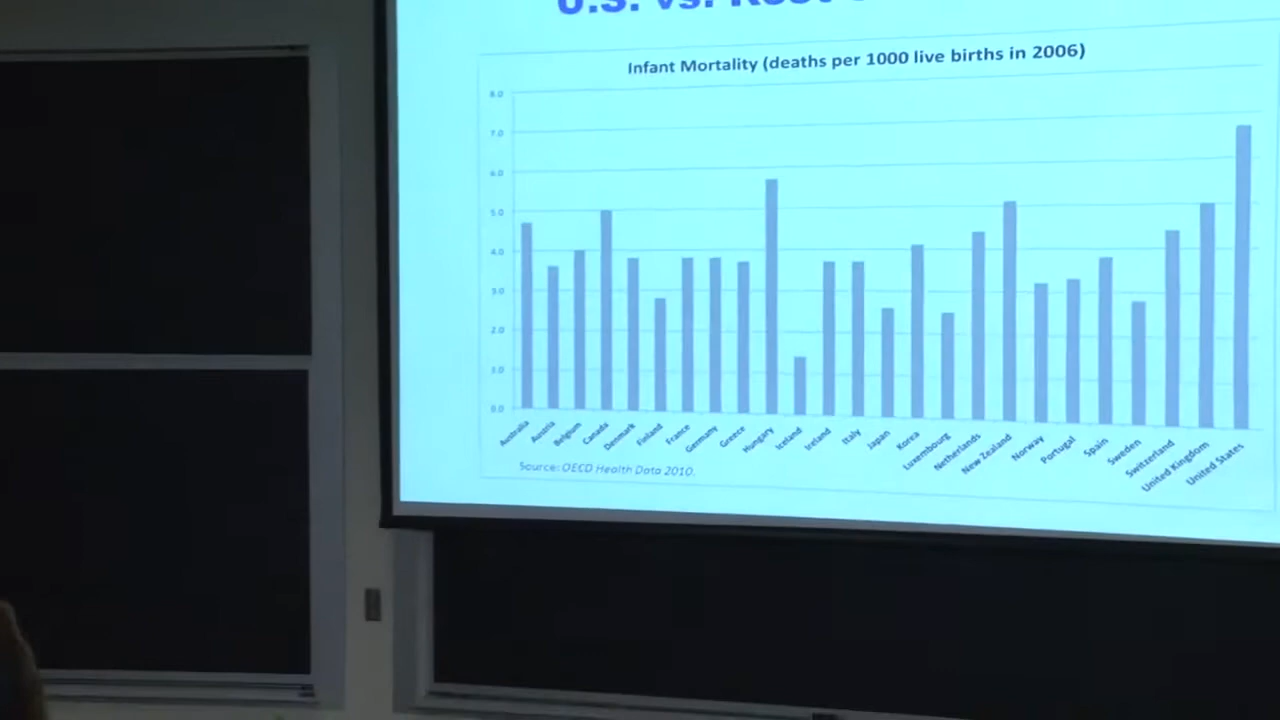 U.S. vs.
Infant Mortality (deaths per 1000 live births in 2006)
8.0
7.0
6.0
5.0
4.0
3.0
2.0
1.0
0.0
Australia
Austria
Belgium
Canada
Denmark
Finland
France
Germany
Greece
Hungary
Iceland
Ireland
Italy
Japan
Korea
Luxembourg
Netherlands
New Zealand
Norway
Portugal
Spain
Sweden
Switzerland
United Kingdom
United States
Source: OECD Health Data 2010.